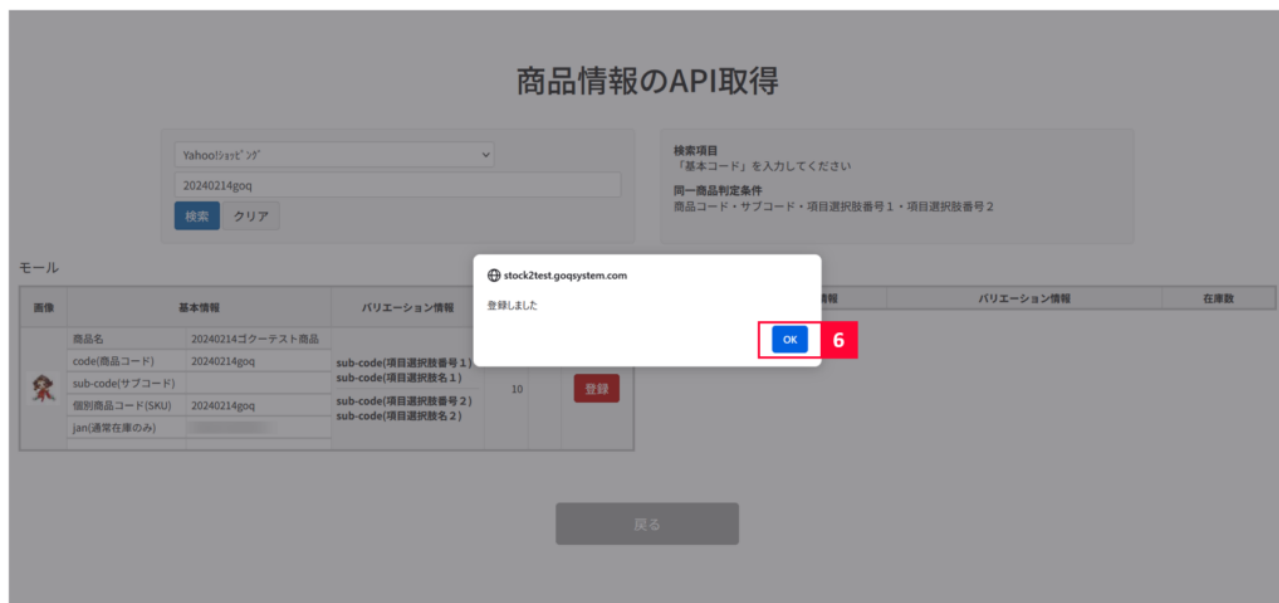 商品情報のAPI取得
Yahoo!ｼｮｯﾋﾟﾝｸﾞ
20240214goq
検索 クリア
検索項目
「基本コード」を入力してください
同一商品判定条件
商品コード・サブコード・項目選択肢番号1・項目選択肢番号2
モール
stock2test.goqsystem.com
登録しました
OK 6
画像 基本情報 バリエーション情報 情報 バリエーション情報 在庫数
商品名 20240214ゴクーテスト商品
code(商品コード) 20240214goq
sub-code(サブコード)
個別商品コード(SKU) 20240214goq
jan(通常在庫のみ)
sub-code(項目選択肢番号1)
sub-code(項目選択肢名1)
sub-code(項目選択肢番号2)
sub-code(項目選択肢名2)
10 登録
戻る